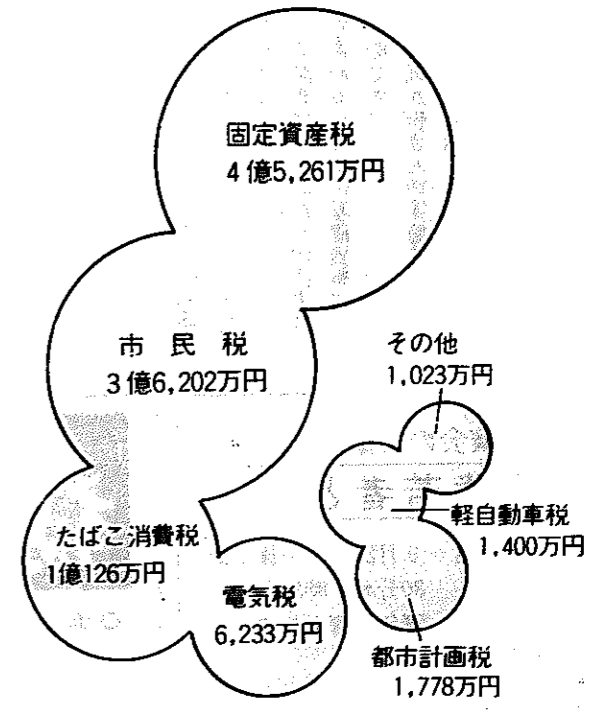 固定資産税
4億5,261万円
市民税
3億6,202万円
その他
1,023万円
軽自動車税
1,400万円
たばこ消費税
1億126万円
電気税
6,233万円
都市計画税
1,778万円